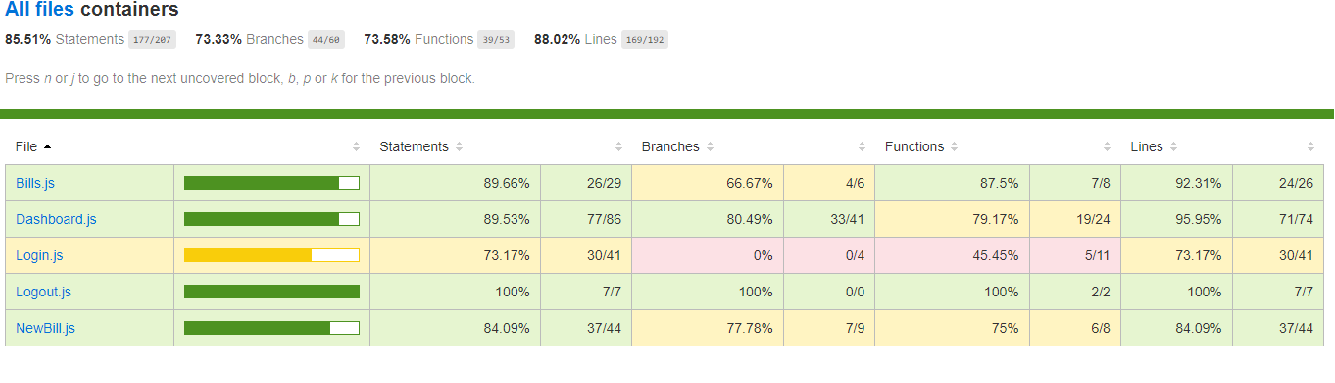 All files containers
85.51% Statements 177/207 73.33% Branches 44/60 73.58% Functions 39/53 88.02% Lines 169/192
Press n or j to go to the next uncovered block, b, p or k for the previous block.
File Statements Branches Functions Lines
Bills.js 89.66% 26/29 66.67% 4/6 87.5% 7/8 92.31% 24/26
Dashboard.js 89.53% 77/86 80.49% 33/41 79.17% 19/24 95.95% 71/74
Login.js 73.17% 30/41 0% 0/4 45.45% 5/11 73.17% 30/41
Logout.js 100% 7/7 100% 0/0 100% 2/2 100% 7/7
NewBill.js 84.09% 37/44 77.78% 7/9 75% 6/8 84.09% 37/44